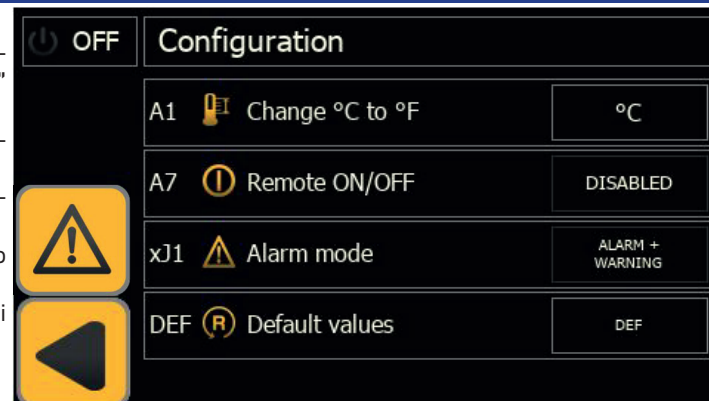 OFF Configuration
A1 Change °C to °F °C
A7 Remote ON/OFF DISABLED
xJ1 Alarm mode ALARM +
WARNING
DEF R Default values DEF